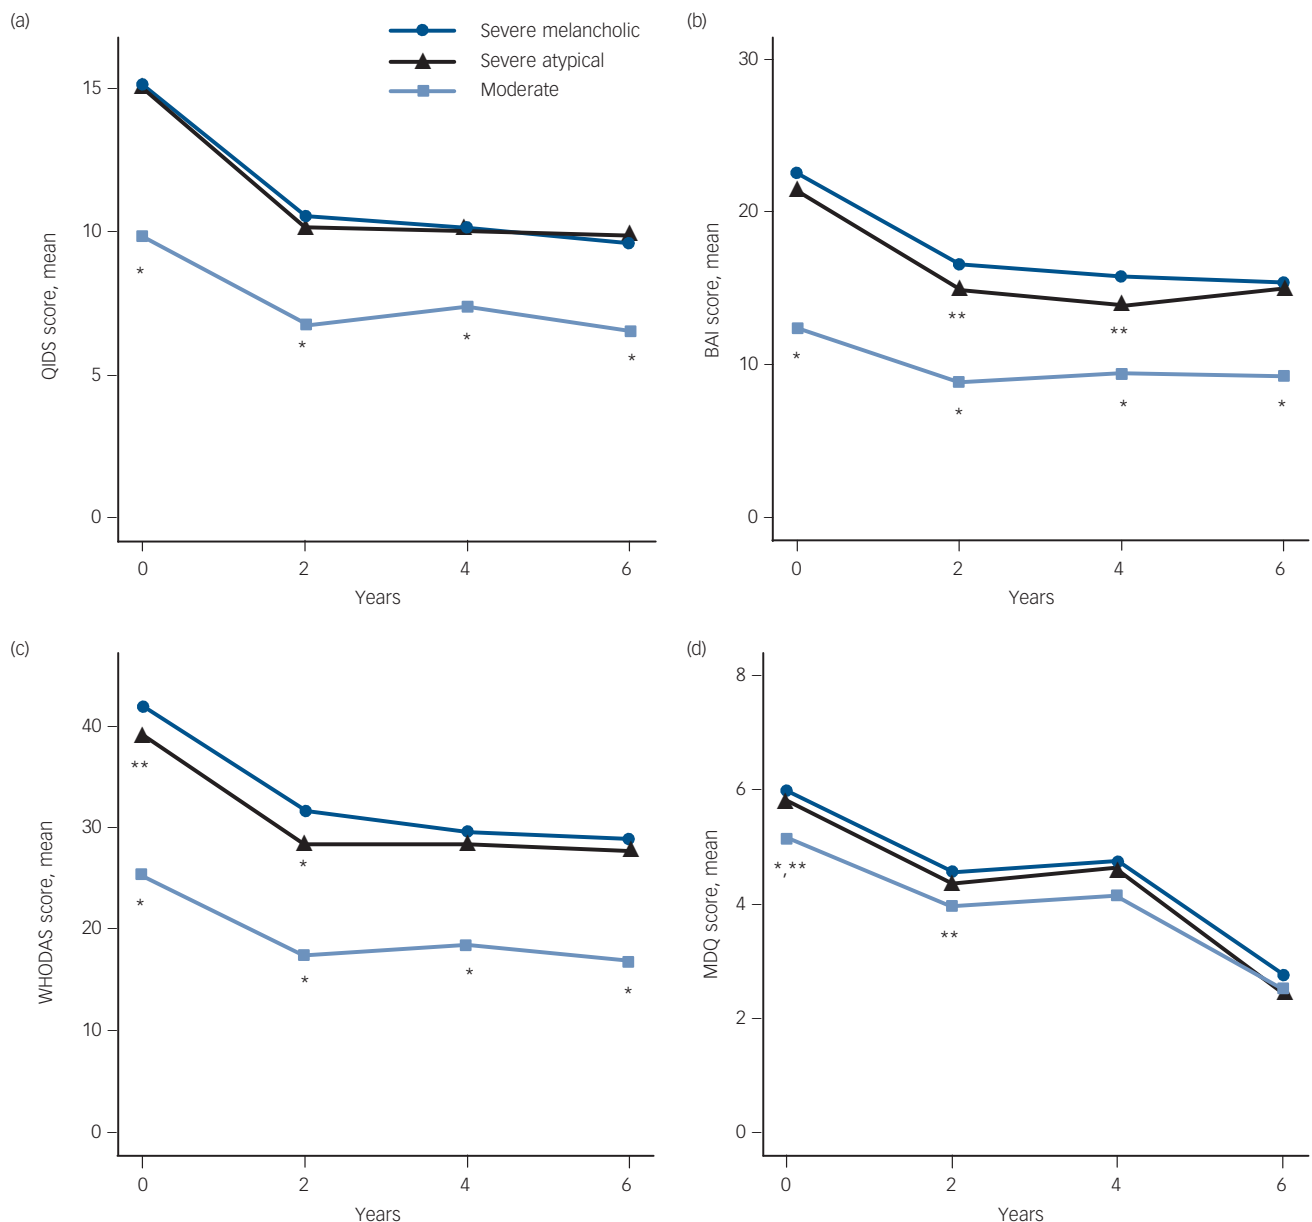 (a)
Severe melancholic
Severe atypical
Moderate
15
10
5
0
QIDS score, mean
*
*
*
*
0 2 4 6
Years
(b)
30
20
10
0
BAI score, mean
** **
*
* * *
0 2 4 6
Years
(c)
40
30
20
10
0
WHODAS score, mean
**
*
*
* * *
0 2 4 6
Years
(d)
8
6
4
2
0
MDQ score, mean
*,**
**
0 2 4 6
Years